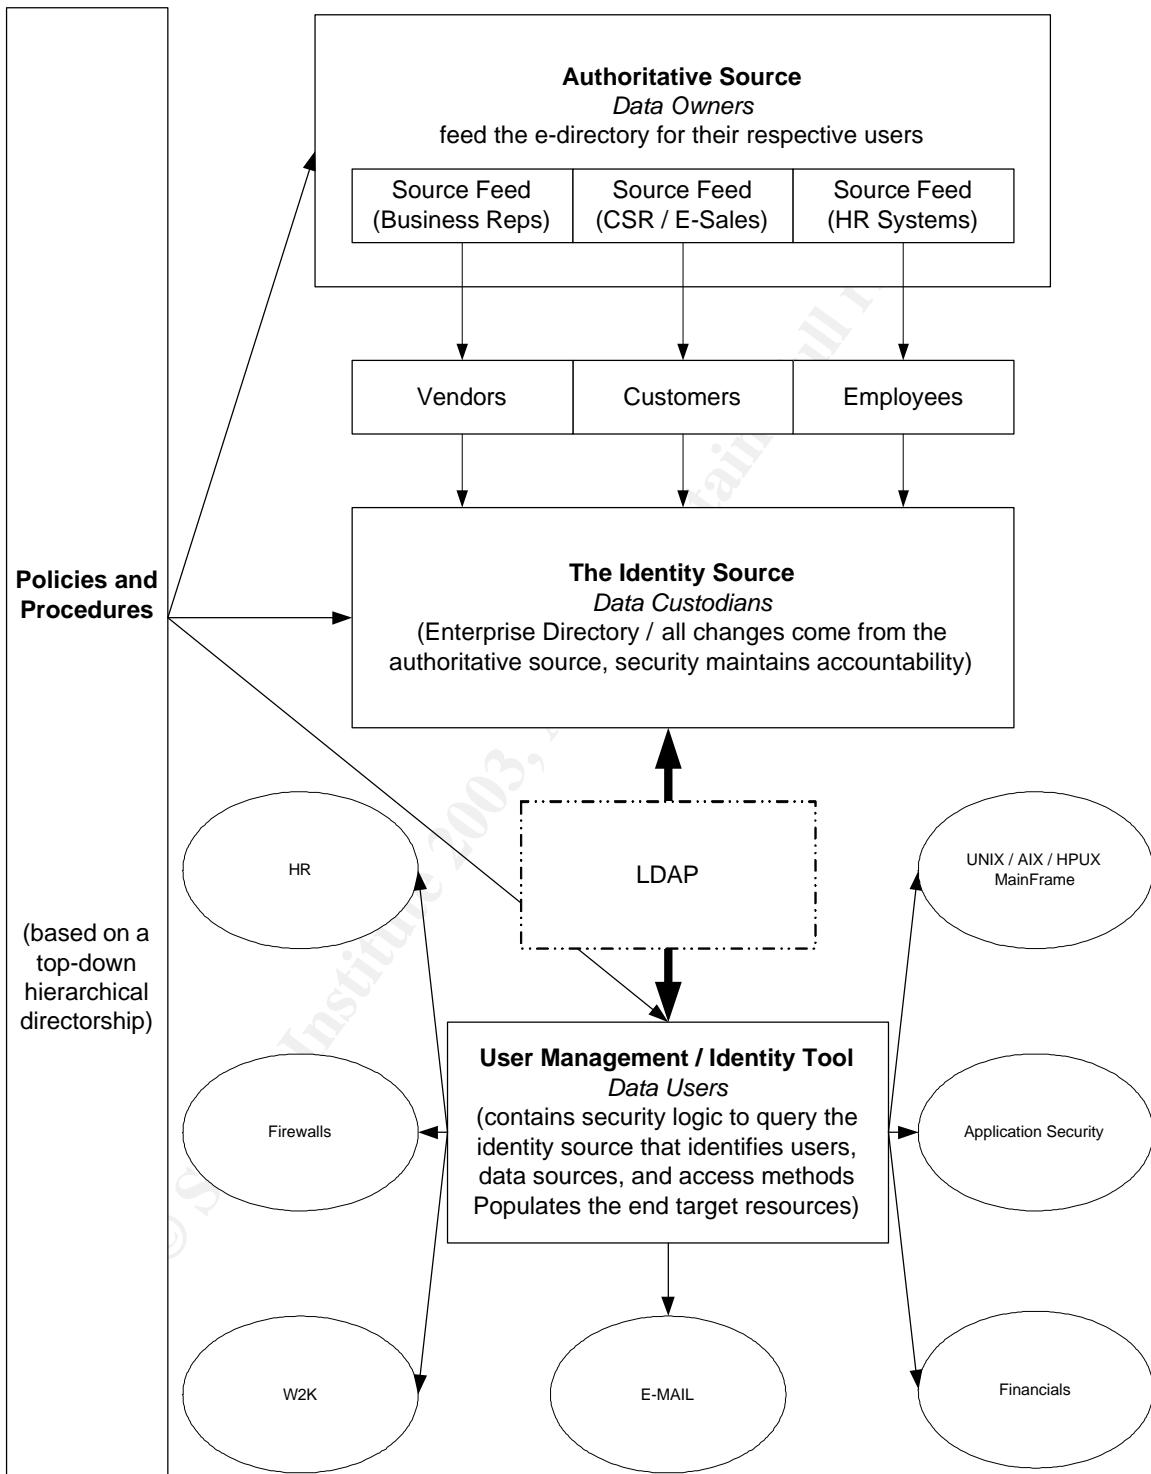 Authoritative Source
Data Owners
feed the e-directory for their respective users
Source Feed
(Business Reps)
Source Feed
(CSR / E-Sales)
Source Feed
(HR Systems)
Vendors
Customers
Employees
Policies and
Procedures
(based on a
top-down
hierarchical
directorship)
The Identity Source
Data Custodians
(Enterprise Directory / all changes come from the
authoritative source, security maintains accountability)
LDAP
HR
UNIX / AIX / HPUX
MainFrame
User Management / Identity Tool
Data Users
(contains security logic to query the
identity source that identifies users,
data sources, and access methods
Populates the end target resources)
Firewalls
Application Security
W2K
E-MAIL
Financials
© S Institute 2003,